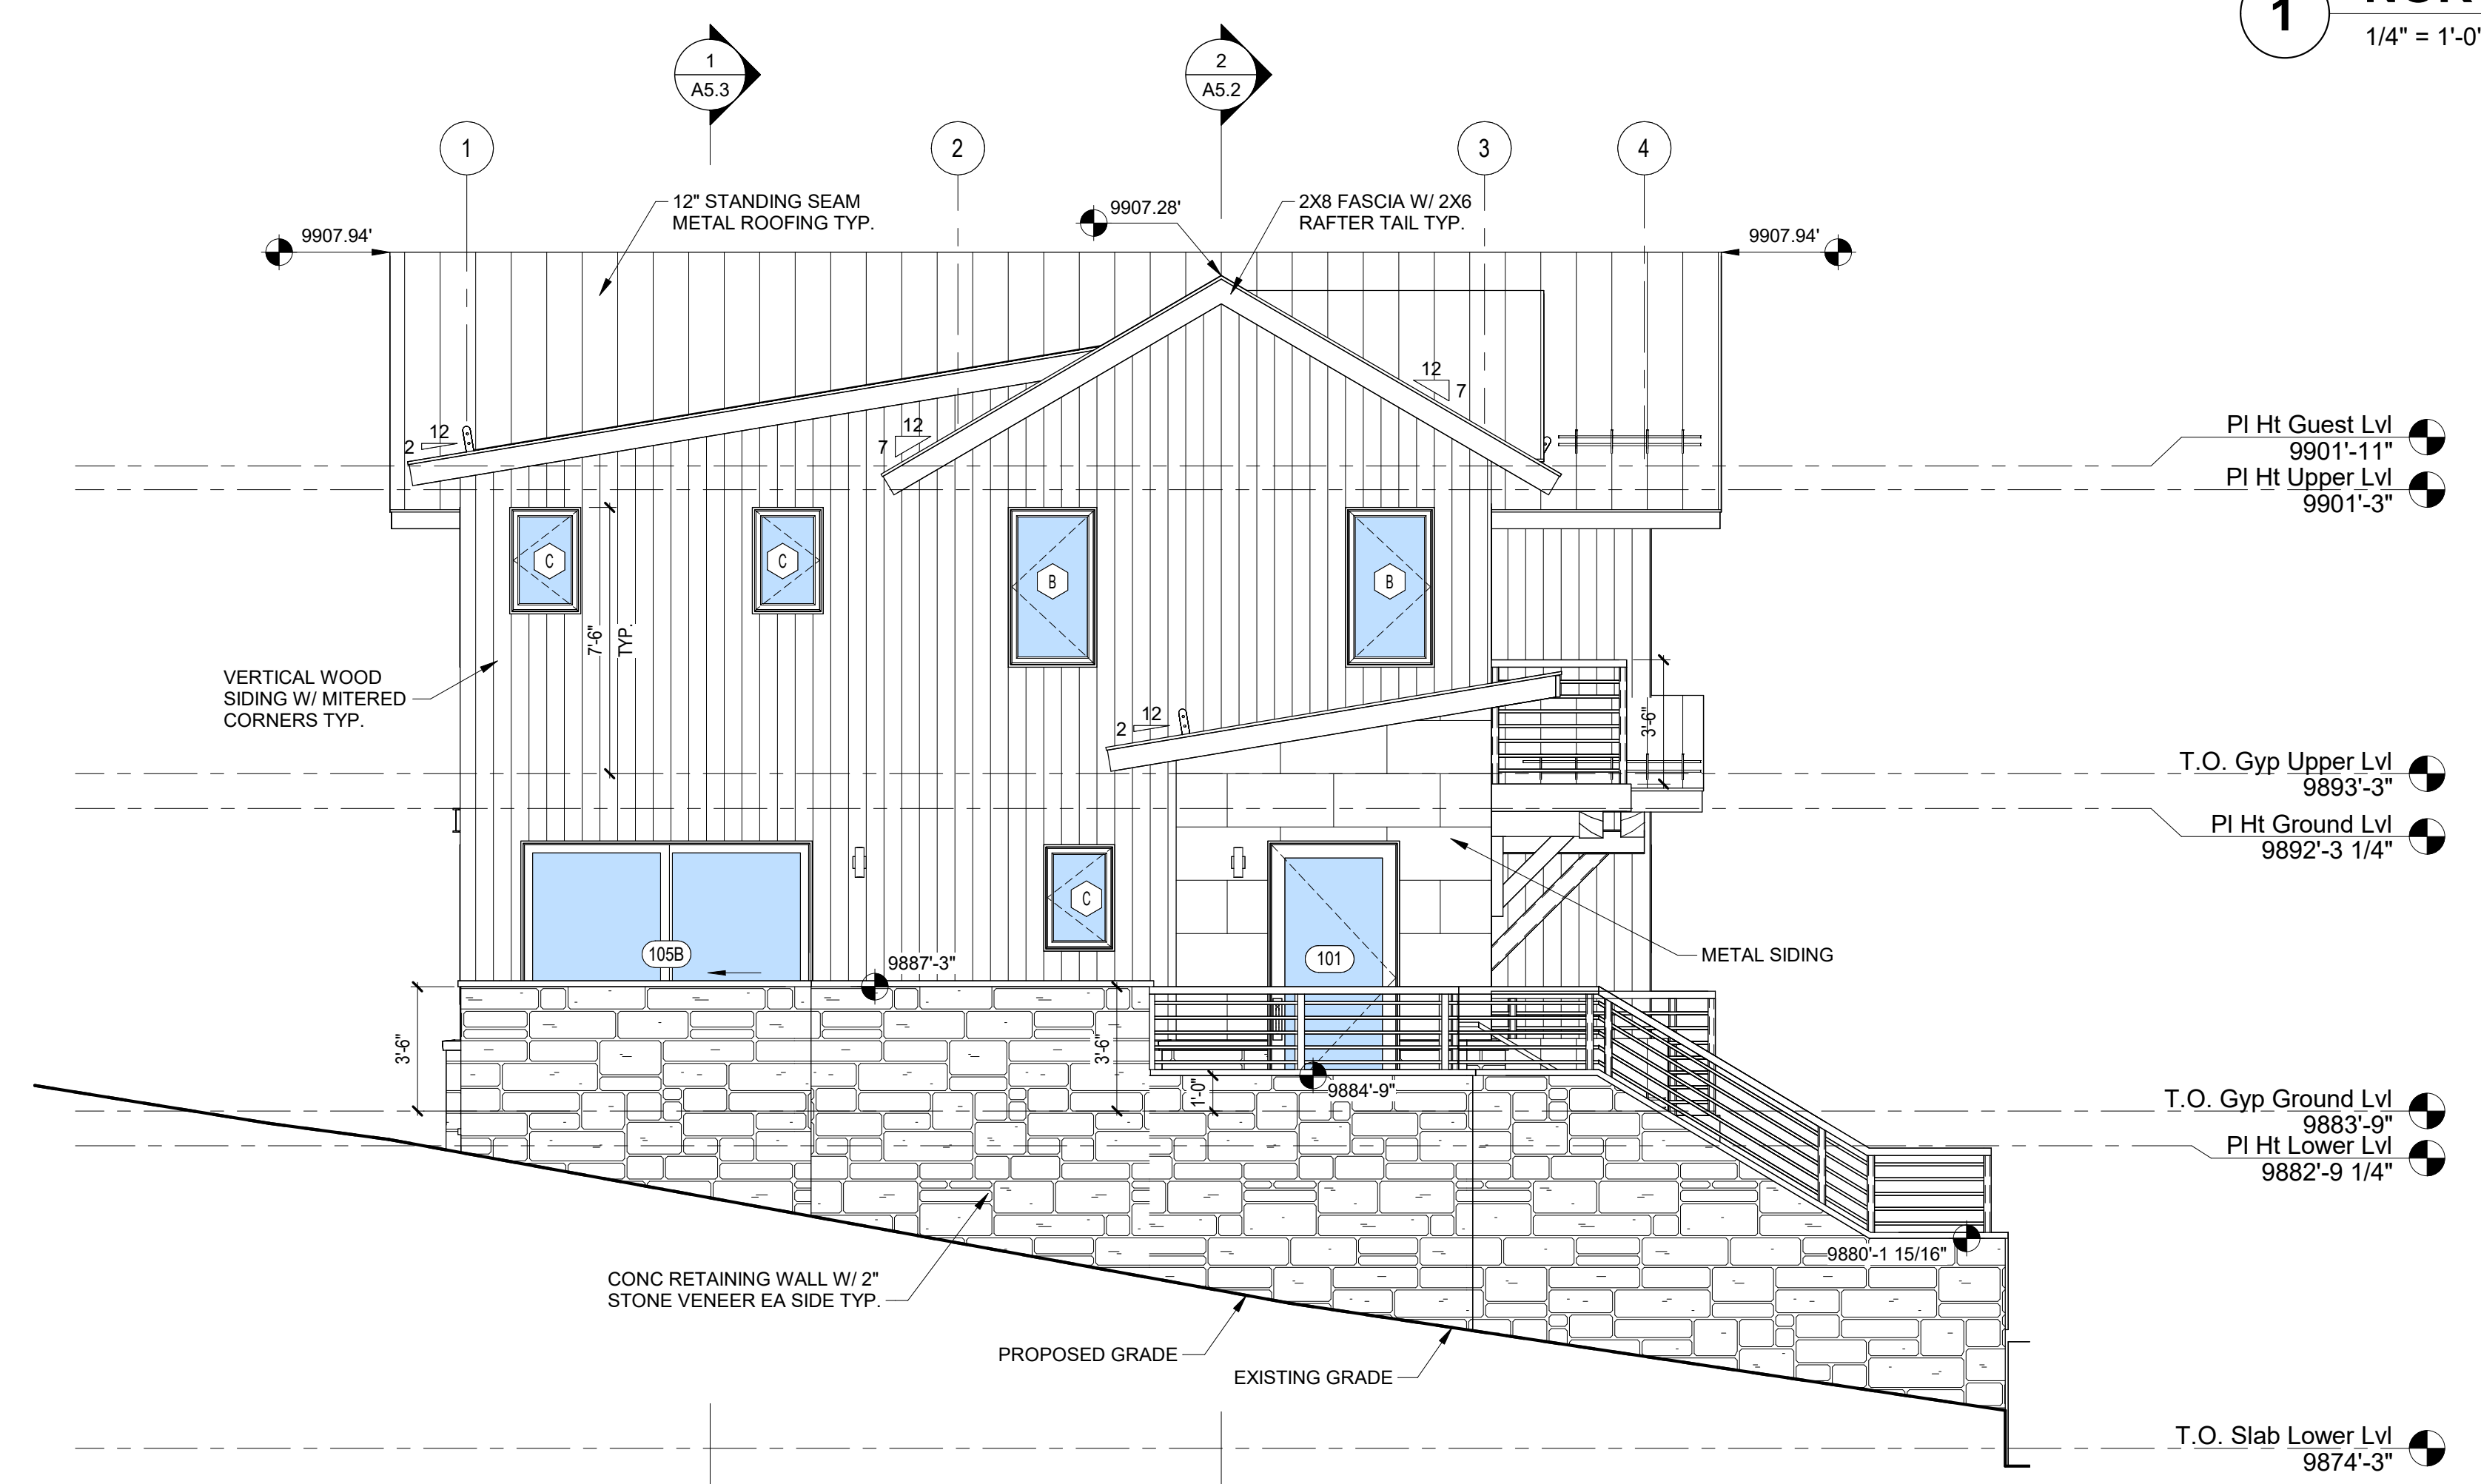 1
1/4" = 1'-0"
1
A5.3
2
A5.2
1
2
3
4
12" STANDING SEAM
METAL ROOFING TYP.
9907.28'
2X8 FASCIA W/ 2X6
RAFTER TAIL TYP.
9907.94'
9907.94'
12
7
12
7
12
2
Pl Ht Guest Lvl
9901'-11"
Pl Ht Upper Lvl
9901'-3"
C
C
B
B
7'-6"
TYP.
VERTICAL WOOD
SIDING W/ MITERED
CORNERS TYP.
12
2
3'-6"
T.O. Gyp Upper Lvl
9893'-3"
Pl Ht Ground Lvl
9892'-3 1/4"
C
105B
101
METAL SIDING
9887'-3"
3'-6"
3'-6"
1'-0"
9884'-9"
T.O. Gyp Ground Lvl
9883'-9"
Pl Ht Lower Lvl
9882'-9 1/4"
9880'-1 15/16"
CONC RETAINING WALL W/ 2"
STONE VENEER EA SIDE TYP.
PROPOSED GRADE
EXISTING GRADE
T.O. Slab Lower Lvl
9874'-3"